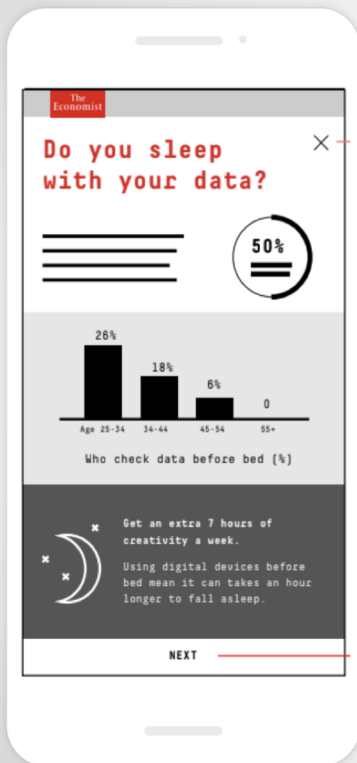 The
Economist
Do you sleep
with your data?
50%
26%
18%
6%
0
Age 25-34 34-44 45-54 55+
Who check data before bed (%)
Get an extra 7 hours of
creativity a week.
Using digital devices before
bed mean it can takes an hour
longer to fall asleep.
NEXT